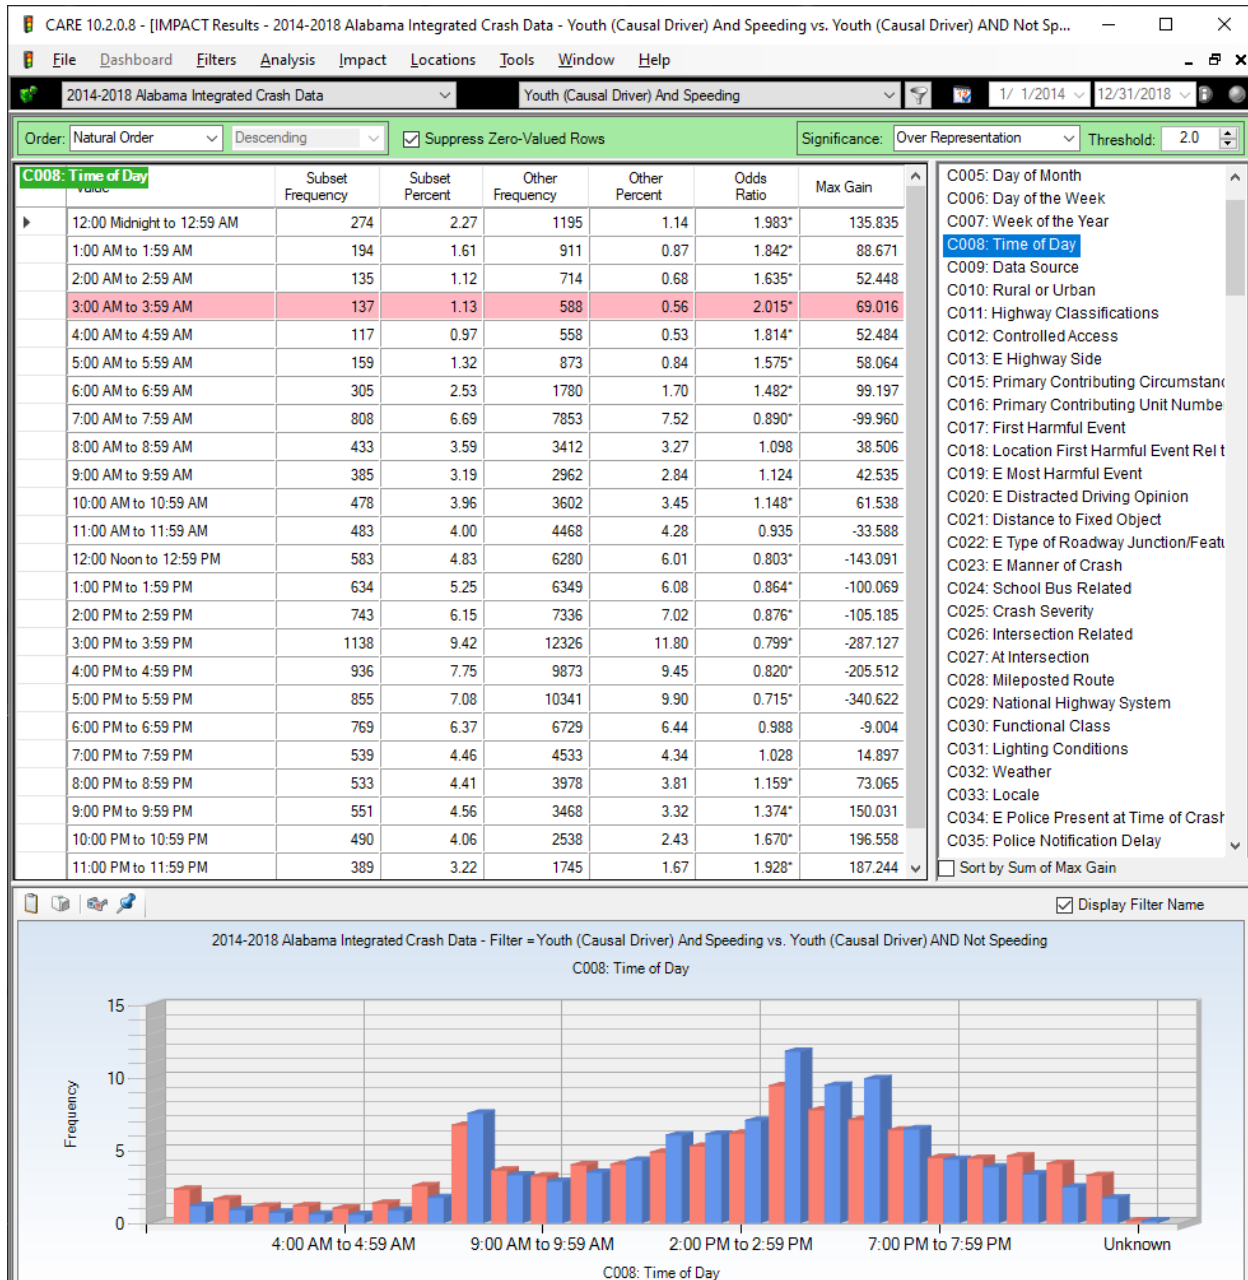 CARE 10.2.0.8 - [IMPACT Results - 2014-2018 Alabama Integrated Crash Data - Youth (Causal Driver) And Speeding vs. Youth (Causal Driver) AND Not Sp...
File Dashboard Filters Analysis Impact Locations Tools Window Help
2014-2018 Alabama Integrated Crash Data Youth (Causal Driver) And Speeding 1/ 1/2014 12/31/2018
Order: Natural Order Descending Suppress Zero-Valued Rows Significance: Over Representation Threshold: 2.0
C008: Time of Day Subset Frequency Subset Percent Other Frequency Other Percent Odds Ratio Max Gain
12:00 Midnight to 12:59 AM 274 2.27 1195 1.14 1.983* 135.835
1:00 AM to 1:59 AM 194 1.61 911 0.87 1.842* 88.671
2:00 AM to 2:59 AM 135 1.12 714 0.68 1.635* 52.448
3:00 AM to 3:59 AM 137 1.13 588 0.56 2.015* 69.016
4:00 AM to 4:59 AM 117 0.97 558 0.53 1.814* 52.484
5:00 AM to 5:59 AM 159 1.32 873 0.84 1.575* 58.064
6:00 AM to 6:59 AM 305 2.53 1780 1.70 1.482* 99.197
7:00 AM to 7:59 AM 808 6.69 7853 7.52 0.890* -99.960
8:00 AM to 8:59 AM 433 3.59 3412 3.27 1.098 38.506
9:00 AM to 9:59 AM 385 3.19 2962 2.84 1.124 42.535
10:00 AM to 10:59 AM 478 3.96 3602 3.45 1.148* 61.538
11:00 AM to 11:59 AM 483 4.00 4468 4.28 0.935 -33.588
12:00 Noon to 12:59 PM 583 4.83 6280 6.01 0.803* -143.091
1:00 PM to 1:59 PM 634 5.25 6349 6.08 0.864* -100.069
2:00 PM to 2:59 PM 743 6.15 7336 7.02 0.876* -105.185
3:00 PM to 3:59 PM 1138 9.42 12326 11.80 0.799* -287.127
4:00 PM to 4:59 PM 936 7.75 9873 9.45 0.820* -205.512
5:00 PM to 5:59 PM 855 7.08 10341 9.90 0.715* -340.622
6:00 PM to 6:59 PM 769 6.37 6729 6.44 0.988 -9.004
7:00 PM to 7:59 PM 539 4.46 4533 4.34 1.028 14.897
8:00 PM to 8:59 PM 533 4.41 3978 3.81 1.159* 73.065
9:00 PM to 9:59 PM 551 4.56 3468 3.32 1.374* 150.031
10:00 PM to 10:59 PM 490 4.06 2538 2.43 1.670* 196.558
11:00 PM to 11:59 PM 389 3.22 1745 1.67 1.928* 187.244
C005: Day of Month
C006: Day of the Week
C007: Week of the Year
C008: Time of Day
C009: Data Source
C010: Rural or Urban
C011: Highway Classifications
C012: Controlled Access
C013: E Highway Side
C015: Primary Contributing Circumstanc
C016: Primary Contributing Unit Numbe
C017: First Harmful Event
C018: Location First Harmful Event Rel t
C019: E Most Harmful Event
C020: E Distracted Driving Opinion
C021: Distance to Fixed Object
C022: E Type of Roadway Junction/Featu
C023: E Manner of Crash
C024: School Bus Related
C025: Crash Severity
C026: Intersection Related
C027: At Intersection
C028: Mileposted Route
C029: National Highway System
C030: Functional Class
C031: Lighting Conditions
C032: Weather
C033: Locale
C034: E Police Present at Time of Crash
C035: Police Notification Delay
Sort by Sum of Max Gain
Display Filter Name
2014-2018 Alabama Integrated Crash Data - Filter = Youth (Causal Driver) And Speeding vs. Youth (Causal Driver) AND Not Speeding
C008: Time of Day
15
10
5
0
Frequency
4:00 AM to 4:59 AM 9:00 AM to 9:59 AM 2:00 PM to 2:59 PM 7:00 PM to 7:59 PM Unknown
C008: Time of Day